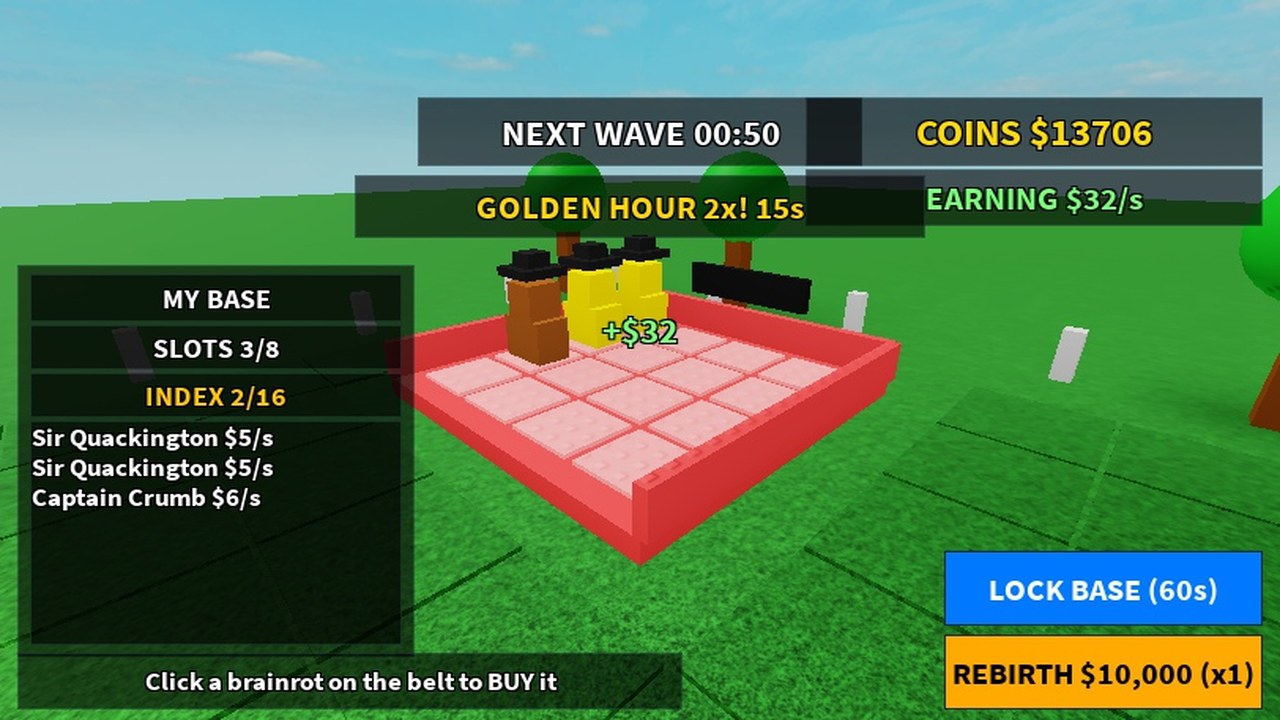 NEXT WAVE 00:50
COINS $13706
GOLDEN HOUR 2x! 15s
EARNING $32/s
MY BASE
SLOTS 3/8
INDEX 2/16
Sir Quackington $5/s
Sir Quackington $5/s
Captain Crumb $6/s
+$32
LOCK BASE (60s)
REBIRTH $10,000 (x1)
Click a brainrot on the belt to BUY it